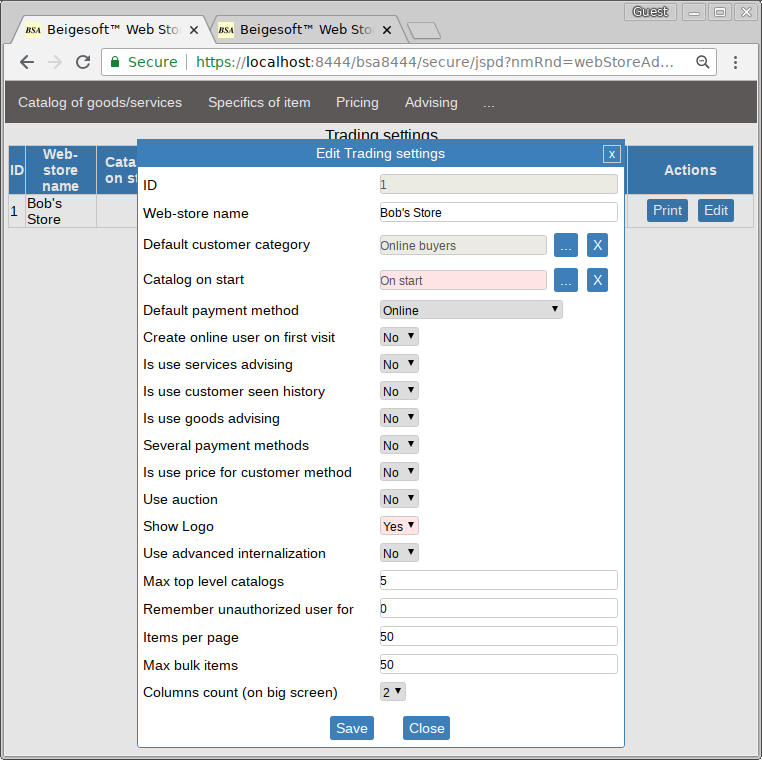 Guest
BSA Beigesoft™ Web Sto
BSA Beigesoft™ Web Sto
Secure https://localhost:8444/bsa8444/secure/jspd?nmRnd=webStoreAd...
Catalog of goods/services Specifics of item Pricing Advising ...
Trading settings
ID Web-store name Cata on st Actions
1 Bob's Store Print Edit
Edit Trading settings x
ID 1
Web-store name Bob's Store
Default customer category Online buyers ... X
Catalog on start On start ... X
Default payment method Online
Create online user on first visit No
Is use services advising No
Is use customer seen history No
Is use goods advising No
Several payment methods No
Is use price for customer method No
Use auction No
Show Logo Yes
Use advanced internalization No
Max top level catalogs 5
Remember unauthorized user for 0
Items per page 50
Max bulk items 50
Columns count (on big screen) 2
Save Close